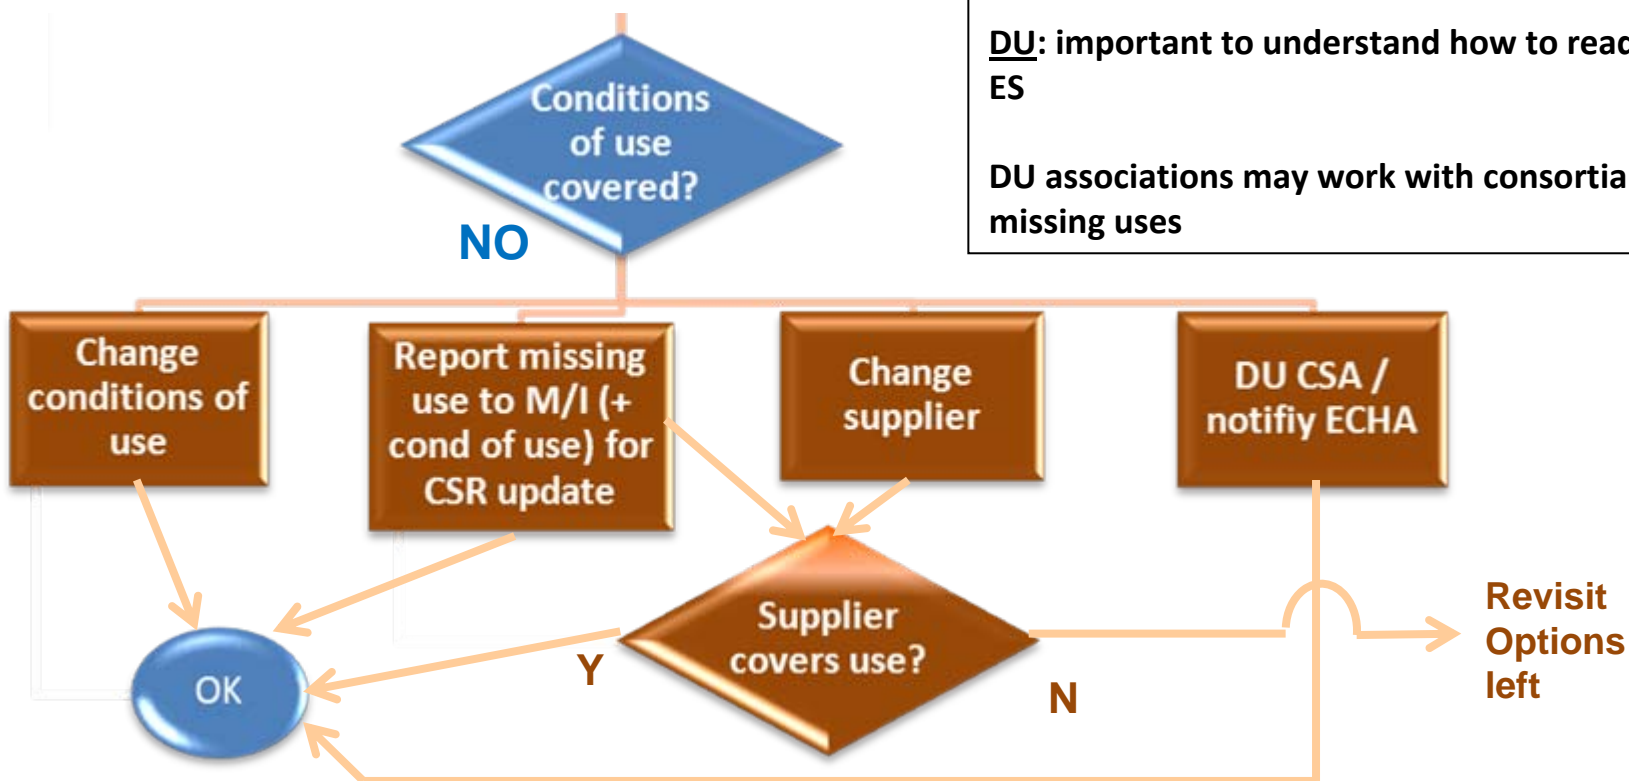 DU: important to understand how to read
ES
DU associations may work with consortia
missing uses
Conditions
of use
covered?
NO
Change
conditions of
use
Report missing
use to M/I (+
cond of use) for
CSR update
Change
supplier
DU CSA /
notifiy ECHA
Supplier
covers use?
Y
N
OK
Revisit
Options
left